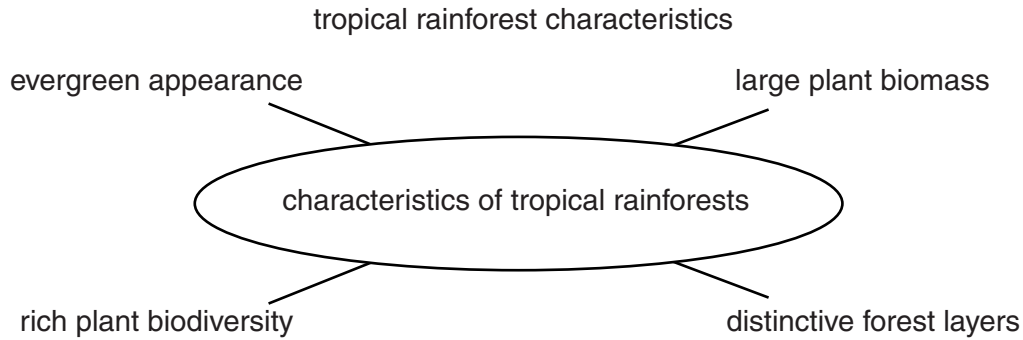 tropical rainforest characteristics
evergreen appearance
large plant biomass
characteristics of tropical rainforests
rich plant biodiversity
distinctive forest layers